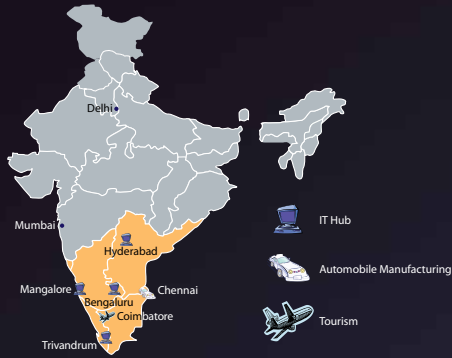 Delhi
Mumbai
Hyderabad
Mangalore
Chennai
Bengaluru
Coimbatore
Trivandrum
IT Hub
Automobile Manufacturing
Tourism